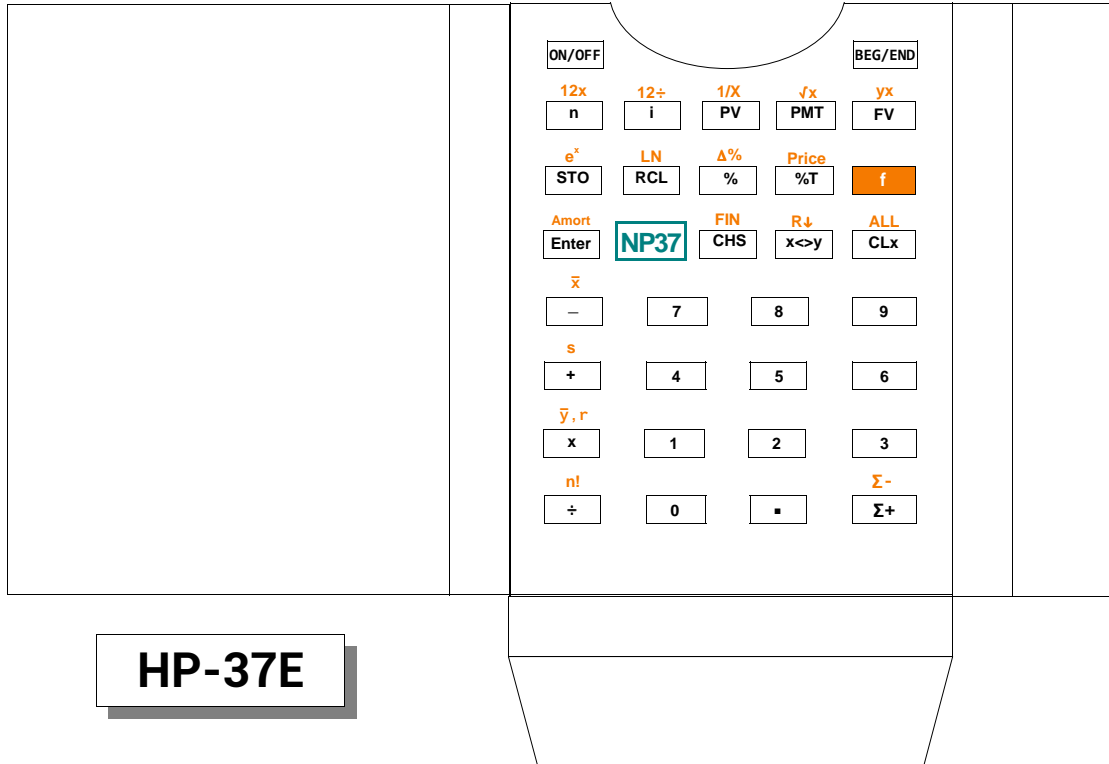 ON/OFF BEG/END
12x 12÷ 1/X √x yx
n i PV PMT FV
eˣ LN Δ% Price
STO RCL % %T f
Amort FIN R↓ ALL
Enter NP37 CHS x<>y CLx
x̅
− 7 8 9
s
+ 4 5 6
y̅,r
x 1 2 3
n! Σ-
÷ 0 ▪ Σ+
HP-37E